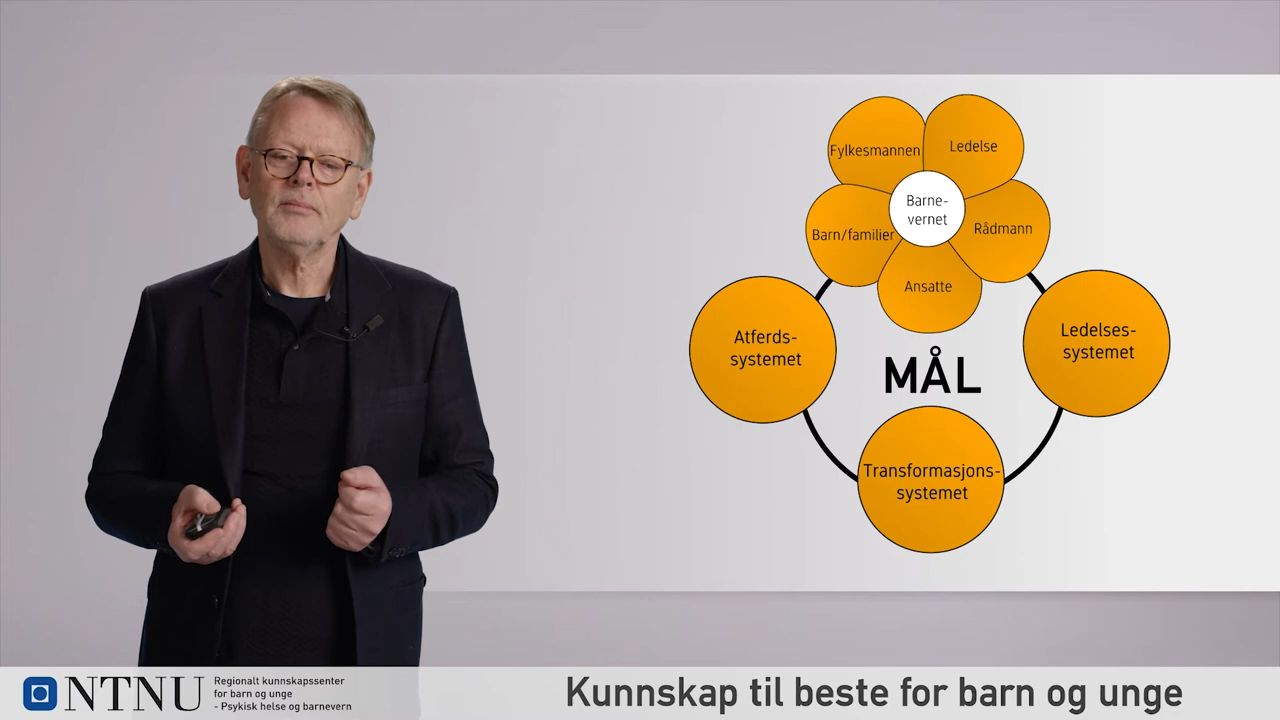 Fylkesmannen
Ledelse
Barne-
vernet
Barn/familier
Rådmann
Ansatte
Atferds-
systemet
MÅL
Ledelses-
systemet
Transformasjons-
systemet
NTNU
Regionalt kunnskapssenter
for barn og unge
- Psykisk helse og barnevern
Kunnskap til beste for barn og unge